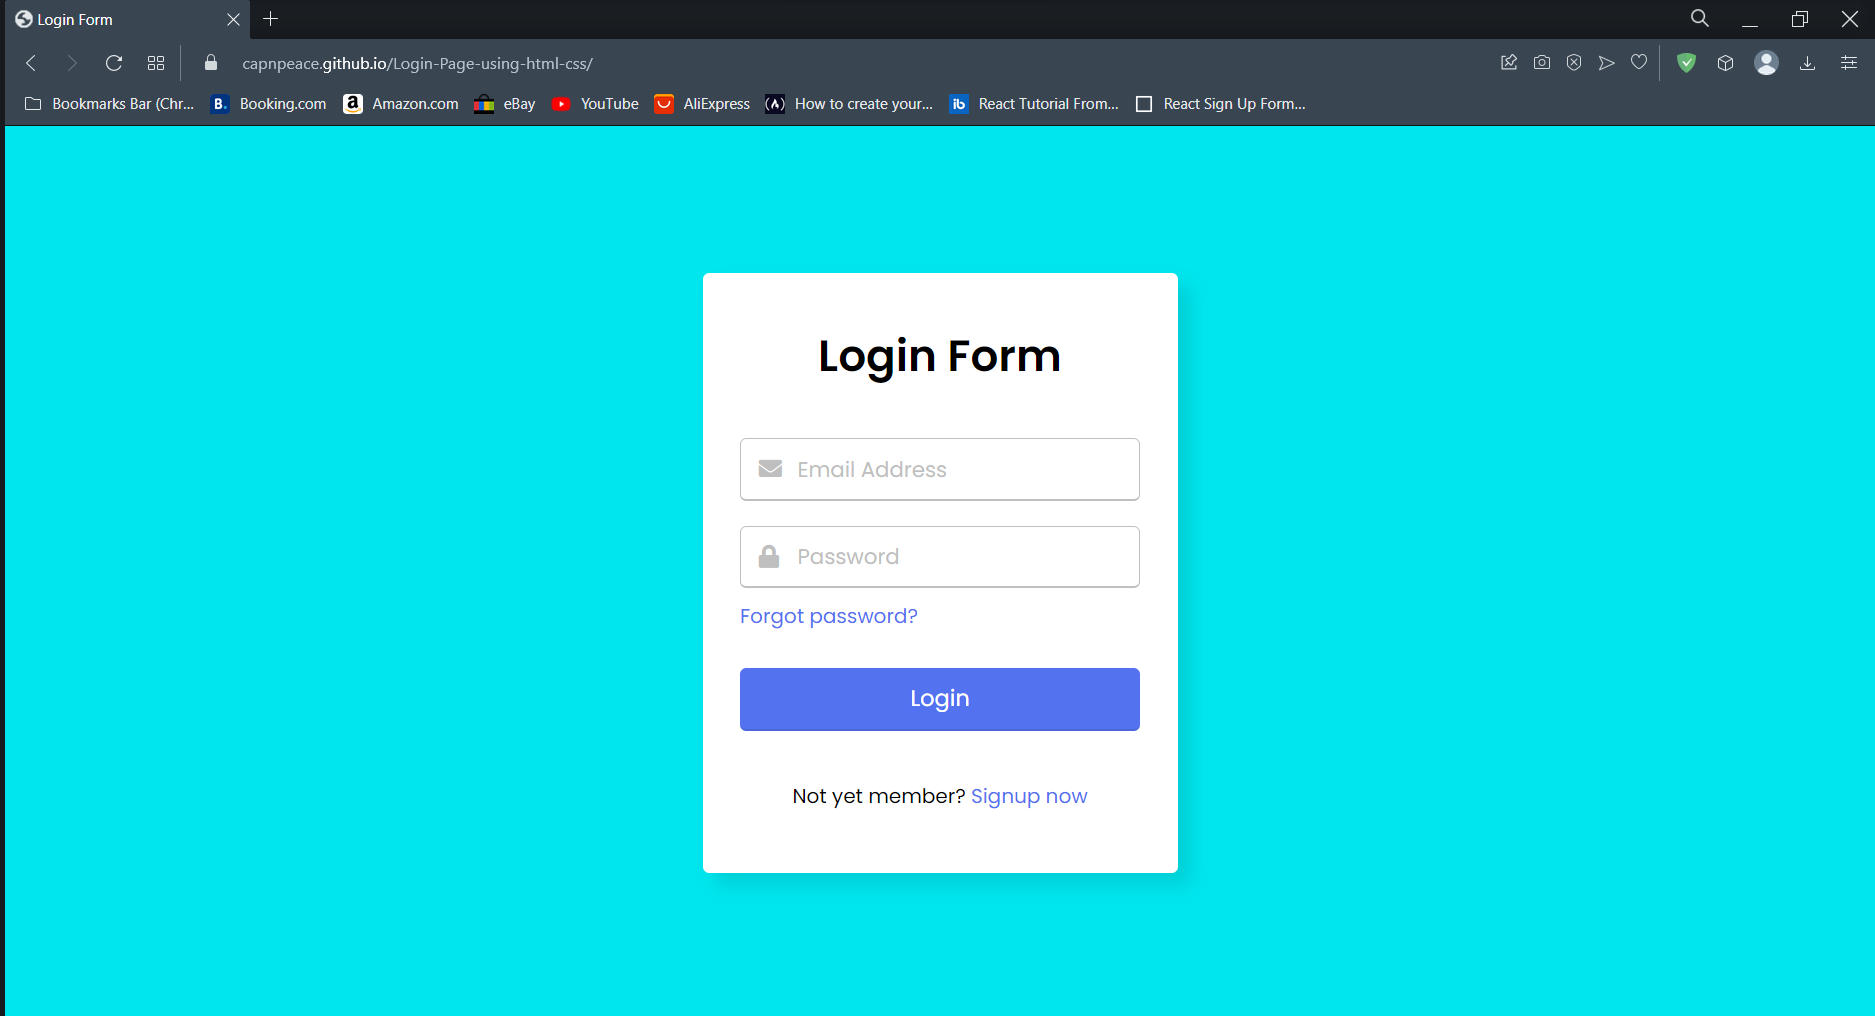 Login Form
capnpeace.github.io/Login-Page-using-html-css/
Bookmarks Bar (Chr... B. Booking.com a Amazon.com eBay YouTube AliExpress (A) How to create your... ib React Tutorial From... React Sign Up Form...
Login Form
Email Address
Password
Forgot password?
Login
Not yet member? Signup now